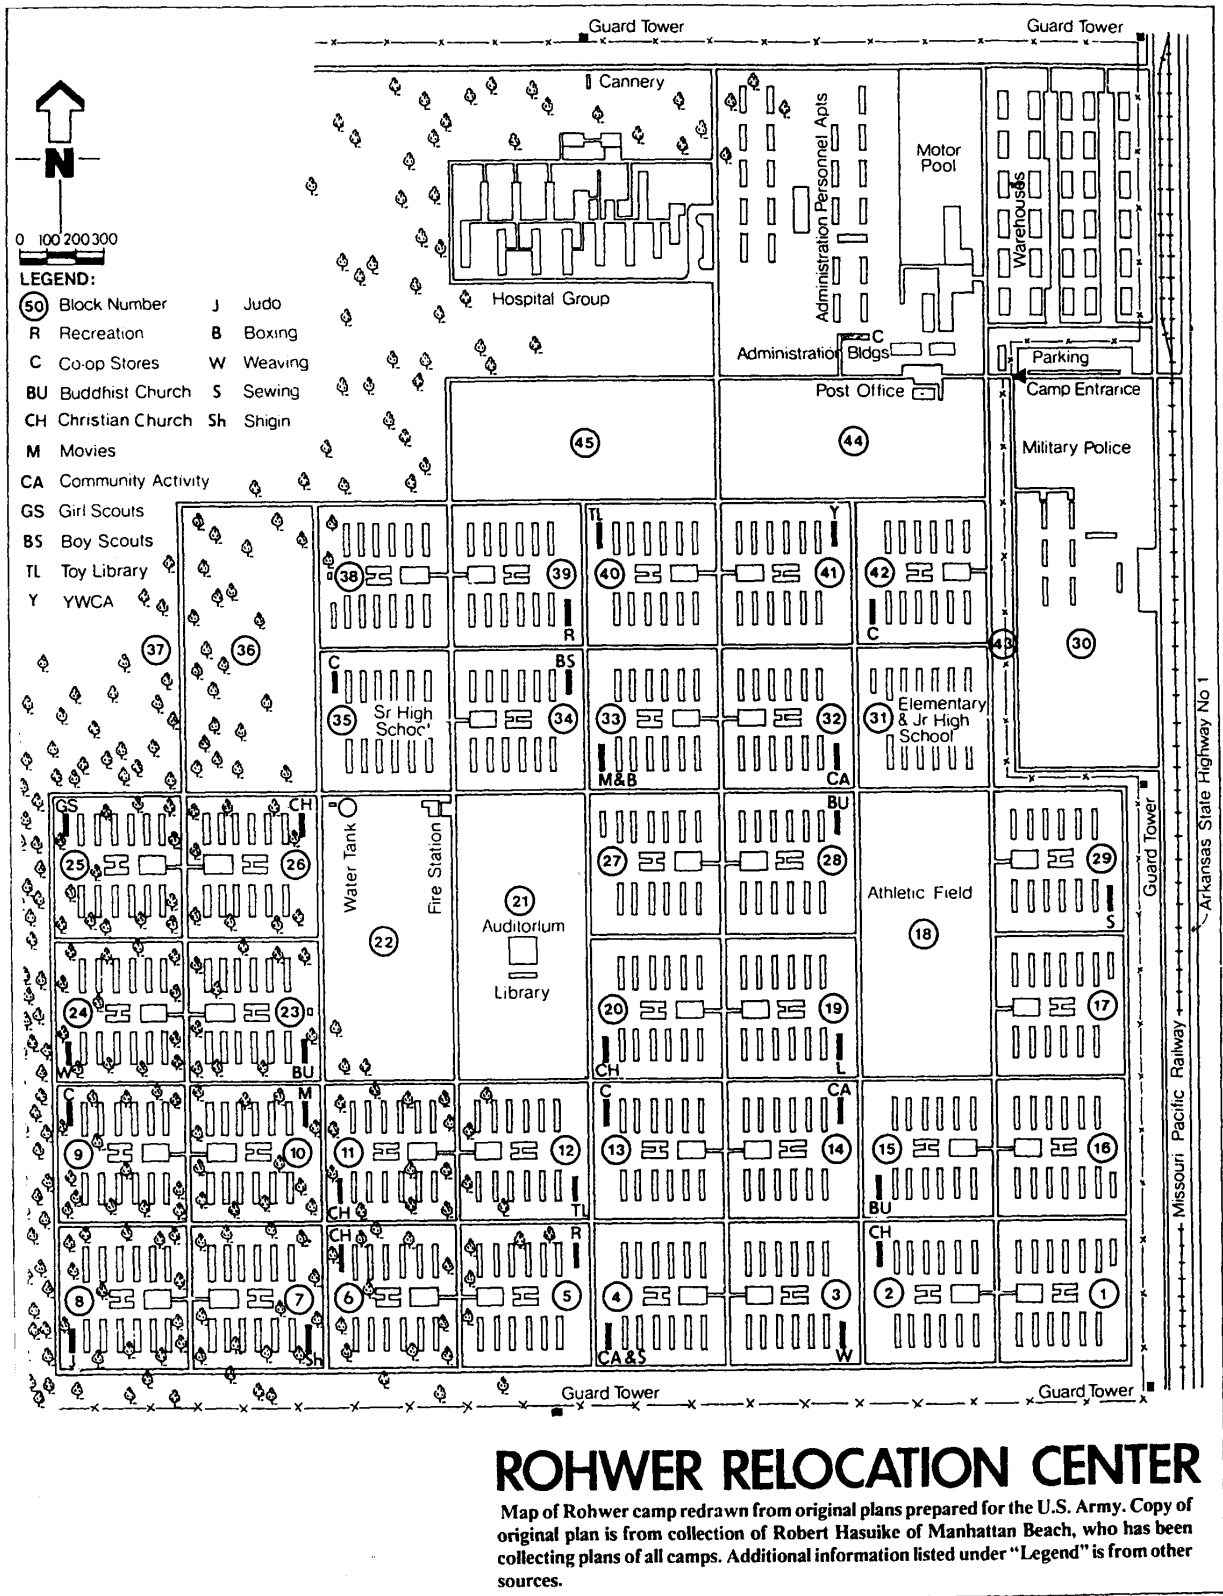 Guard Tower
Guard Tower
Cannery
N
0 100 200 300
LEGEND:
50 Block Number
R Recreation
C Co-op Stores
BU Buddhist Church
CH Christian Church
M Movies
CA Community Activity
GS Girl Scouts
BS Boy Scouts
TL Toy Library
Y YWCA
J Judo
B Boxing
W Weaving
S Sewing
Sh Shigin
Hospital Group
Administration Personnel Apts
Motor
Pool
Warehouses
C
Administration Bldgs
Post Office
Parking
Camp Entrance
Military Police
45
44
TL
Y
38
39
40
41
42
R
C
37
36
43
30
C
BS
35
Sr High
School
34
33
32
31
Elementary
& Jr High
School
M&B
CA
GS
CH
BU
Water Tank
Fire Station
25
26
27
28
29
21
Auditorium
Library
22
Athletic Field
18
S
Guard Tower
Arkansas State Highway No 1
Missouri Pacific Railway
24
23
20
19
17
W
BU
CH
L
C
M
C
CA
9
10
11
12
13
14
15
16
CH
TL
BU
CH
R
CH
8
7
6
5
4
3
2
1
J
Sh
CA&S
W
Guard Tower
Guard Tower
ROHWER RELOCATION CENTER
Map of Rohwer camp redrawn from original plans prepared for the U.S. Army. Copy of
original plan is from collection of Robert Hasuike of Manhattan Beach, who has been
collecting plans of all camps. Additional information listed under "Legend" is from other
sources.